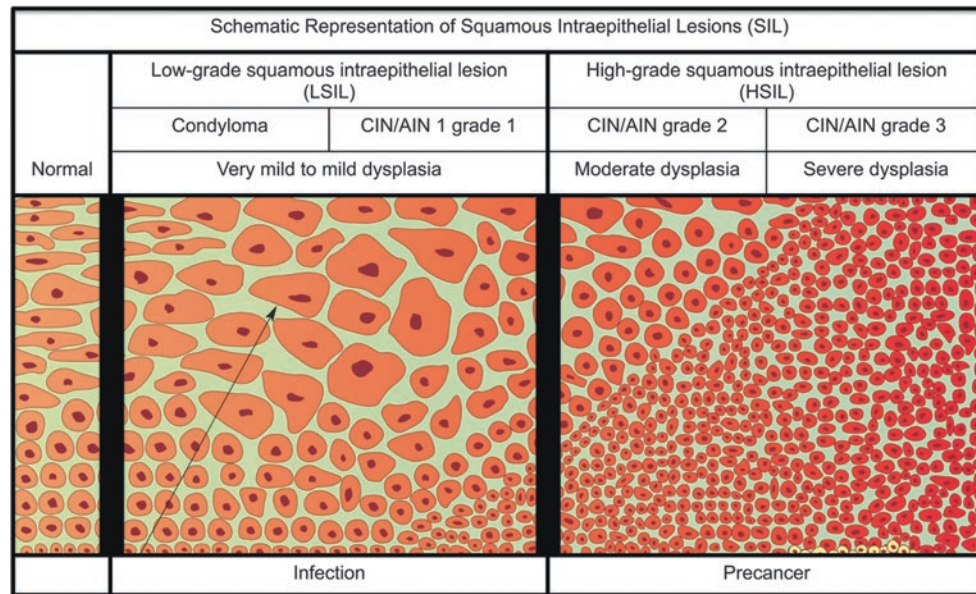 Schematic Representation of Squamous Intraepithelial Lesions (SIL)
Low-grade squamous intraepithelial lesion
(LSIL)
High-grade squamous intraepithelial lesion
(HSIL)
Condyloma
CIN/AIN 1 grade 1
CIN/AIN grade 2
CIN/AIN grade 3
Normal
Very mild to mild dysplasia
Moderate dysplasia
Severe dysplasia
Infection
Precancer